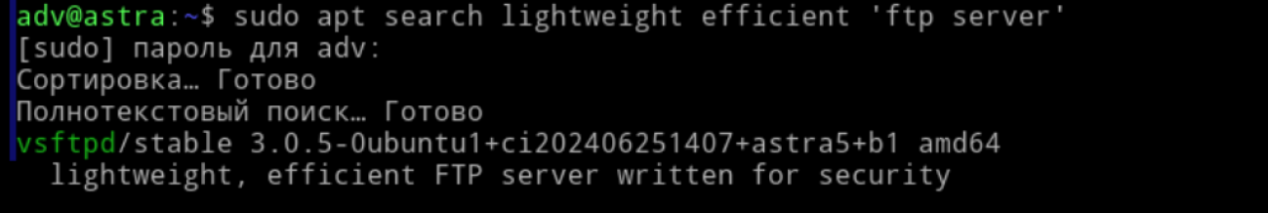 adv@astra:~$ sudo apt search lightweight efficient 'ftp server'
[sudo] пароль для adv:
Сортировка… Готово
Полнотекстовый поиск… Готово
vsftpd/stable 3.0.5-0ubuntu1+ci202406251407+astra5+b1 amd64
  lightweight, efficient FTP server written for security